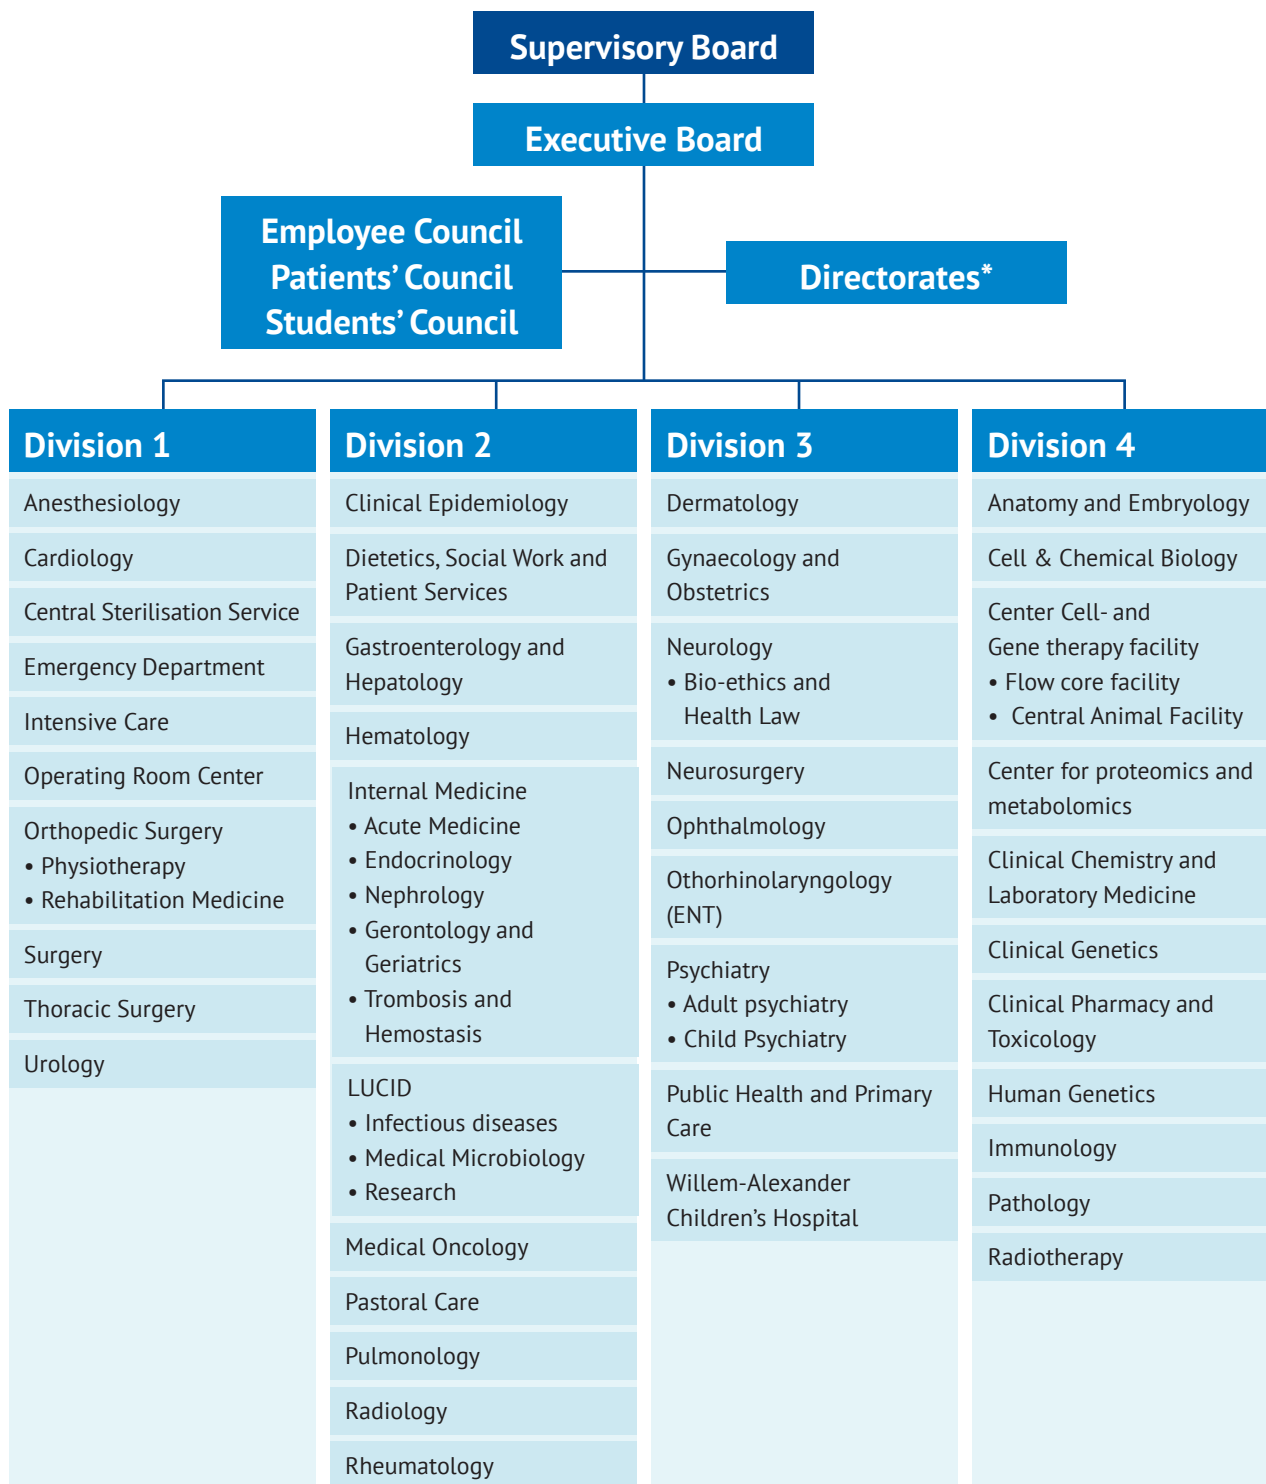 Supervisory Board
Executive Board
Employee Council
Patients’ Council
Students’ Council
Directorates*
Division 1
Anesthesiology
Cardiology
Central Sterilisation Service
Emergency Department
Intensive Care
Operating Room Center
Orthopedic Surgery
• Physiotherapy
• Rehabilitation Medicine
Surgery
Thoracic Surgery
Urology
Division 2
Clinical Epidemiology
Dietetics, Social Work and
Patient Services
Gastroenterology and
Hepatology
Hematology
Internal Medicine
• Acute Medicine
• Endocrinology
• Nephrology
• Gerontology and
Geriatrics
• Trombosis and
Hemostasis
LUCID
• Infectious diseases
• Medical Microbiology
• Research
Medical Oncology
Pastoral Care
Pulmonology
Radiology
Rheumatology
Division 3
Dermatology
Gynaecology and
Obstetrics
Neurology
• Bio-ethics and
Health Law
Neurosurgery
Ophthalmology
Othorhinolaryngology
(ENT)
Psychiatry
• Adult psychiatry
• Child Psychiatry
Public Health and Primary
Care
Willem-Alexander
Children’s Hospital
Division 4
Anatomy and Embryology
Cell & Chemical Biology
Center Cell- and
Gene therapy facility
• Flow core facility
• Central Animal Facility
Center for proteomics and
metabolomics
Clinical Chemistry and
Laboratory Medicine
Clinical Genetics
Clinical Pharmacy and
Toxicology
Human Genetics
Immunology
Pathology
Radiotherapy